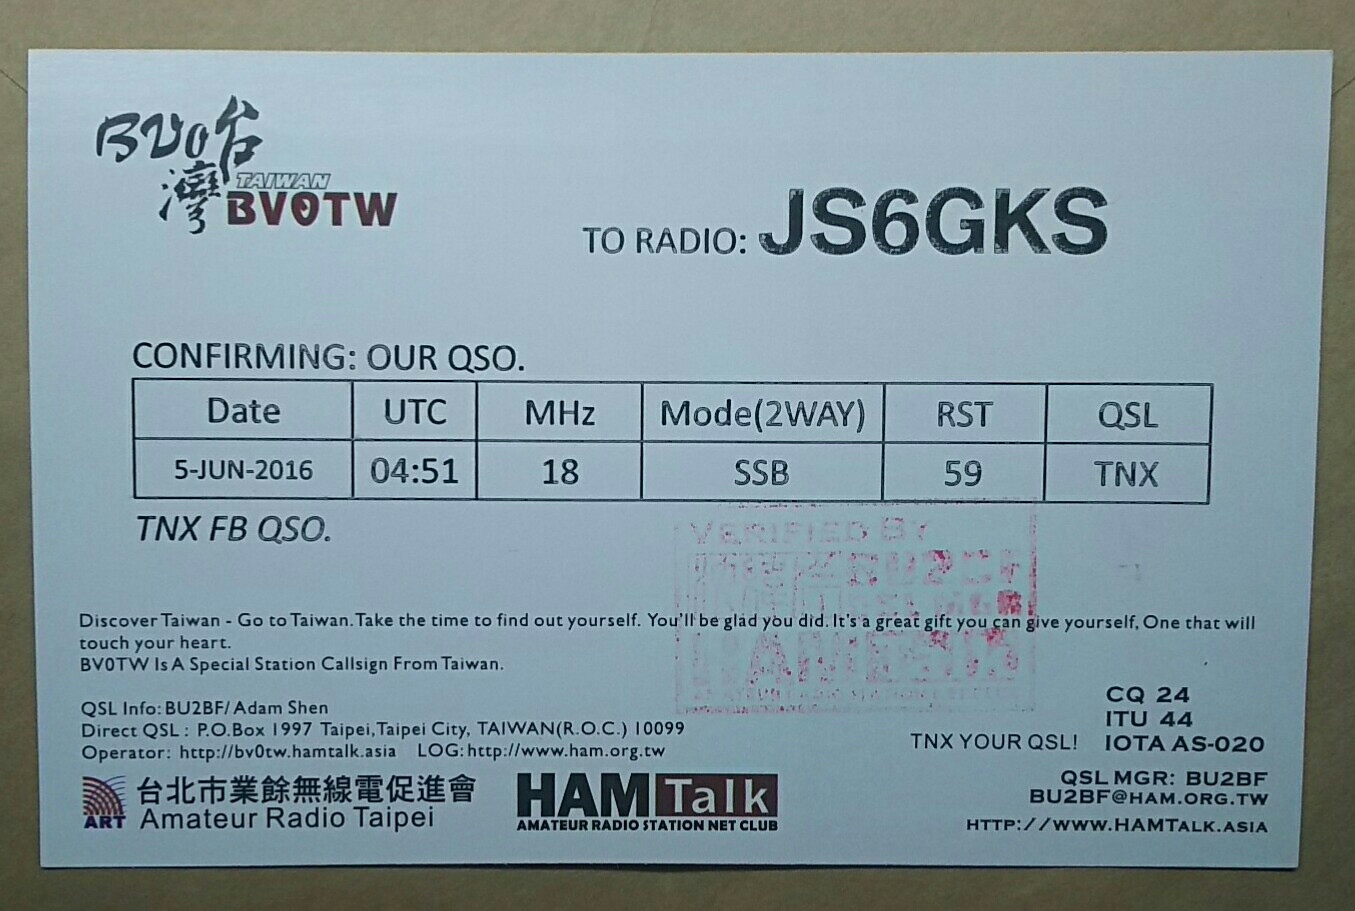 BV0台
灣
TAIWAN
BV0TW
TO RADIO: JS6GKS
CONFIRMING: OUR QSO.
Date UTC MHz Mode(2WAY) RST QSL
5-JUN-2016 04:51 18 SSB 59 TNX
TNX FB QSO.
VERIFIED BY
Discover Taiwan - Go to Taiwan. Take the time to find out yourself. You'll be glad you did. It's a great gift you can give yourself, One that will
touch your heart.
BV0TW Is A Special Station Callsign From Taiwan.
QSL Info: BU2BF/ Adam Shen
Direct QSL : P.O.Box 1997 Taipei,Taipei City, TAIWAN(R.O.C.) 10099
Operator: http://bv0tw.hamtalk.asia LOG: http://www.ham.org.tw
CQ 24
ITU 44
TNX YOUR QSL! IOTA AS-020
QSL MGR: BU2BF
BU2BF@HAM.ORG.TW
HTTP://WWW.HAMTALK.ASIA
ART 台北市業餘無線電促進會
Amateur Radio Taipei
HAM Talk
AMATEUR RADIO STATION NET CLUB